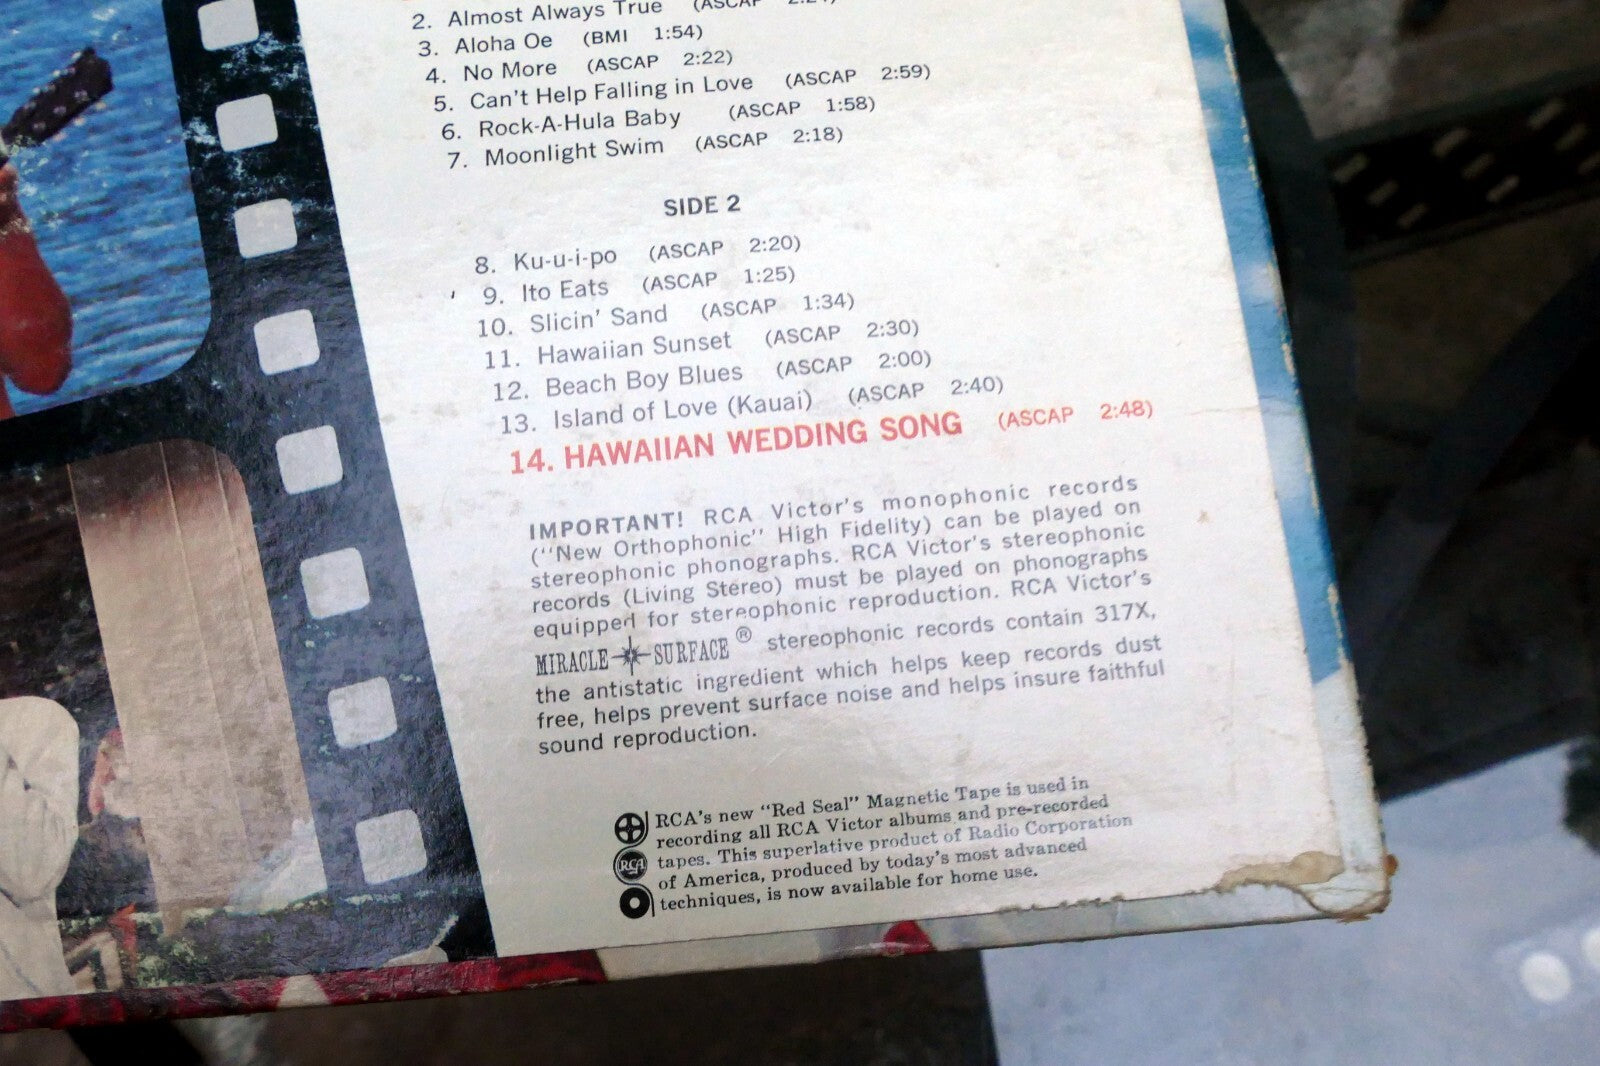 2. Almost Always True (ASCAP 2:24)
3. Aloha Oe (BMI 1:54)
4. No More (ASCAP 2:22)
5. Can't Help Falling in Love (ASCAP 2:59)
6. Rock-A-Hula Baby (ASCAP 1:58)
7. Moonlight Swim (ASCAP 2:18)
SIDE 2
8. Ku-u-i-po (ASCAP 2:20)
9. Ito Eats (ASCAP 1:25)
10. Slicin' Sand (ASCAP 1:34)
11. Hawaiian Sunset (ASCAP 2:30)
12. Beach Boy Blues (ASCAP 2:00)
13. Island of Love (Kauai) (ASCAP 2:40)
14. HAWAIIAN WEDDING SONG (ASCAP 2:48)
IMPORTANT! RCA Victor's monophonic records
("New Orthophonic" High Fidelity) can be played on
stereophonic phonographs. RCA Victor's stereophonic
records (Living Stereo) must be played on phonographs
equipped for stereophonic reproduction. RCA Victor's
MIRACLE SURFACE® stereophonic records contain 317X,
the antistatic ingredient which helps keep records dust
free, helps prevent surface noise and helps insure faithful
sound reproduction.
RCA's new "Red Seal" Magnetic Tape is used in
recording all RCA Victor albums and pre-recorded
RCA tapes. This superlative product of Radio Corporation
of America, produced by today's most advanced
techniques, is now available for home use.